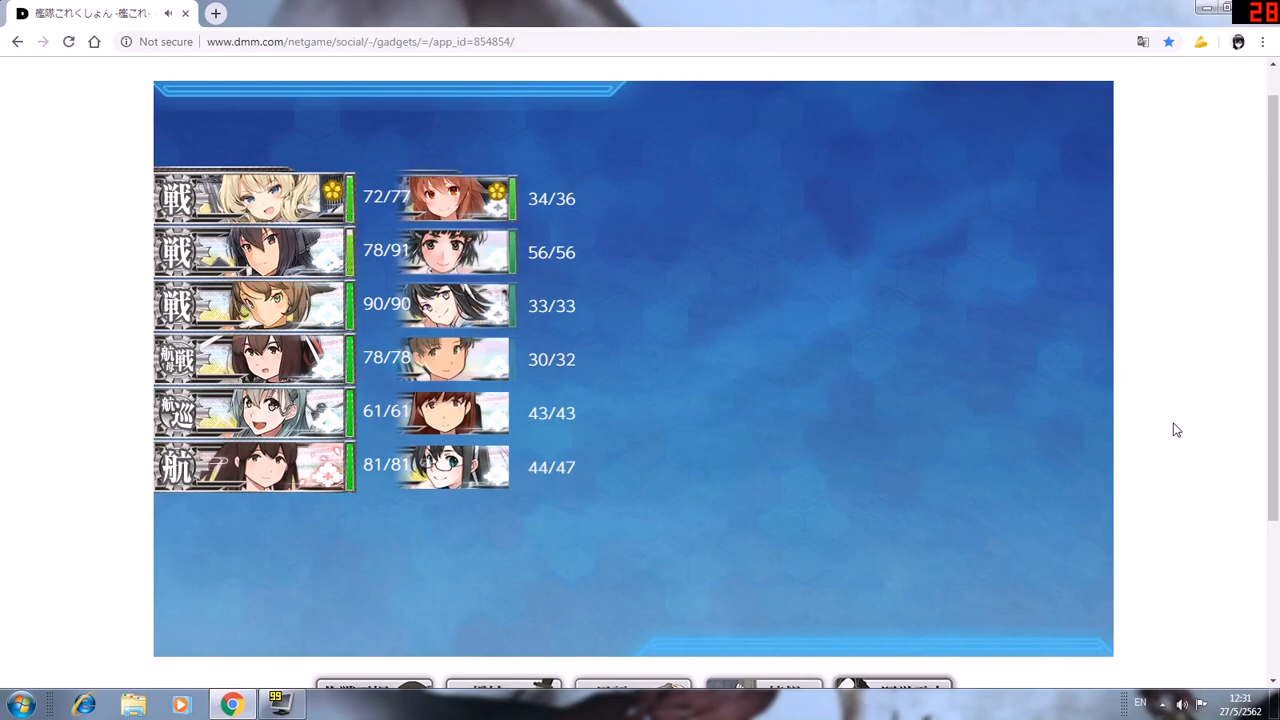 艦隊これくしょん -艦これ-
28
Not secure
www.dmm.com/netgame/social/-/gadgets/=/app_id=854854/
戦
72/77
34/36
戦
78/91
56/56
戦
90/90
33/33
航戦
78/78
30/32
航巡
61/61
43/43
航
81/81
44/47
99
EN
12:31
27/5/2562